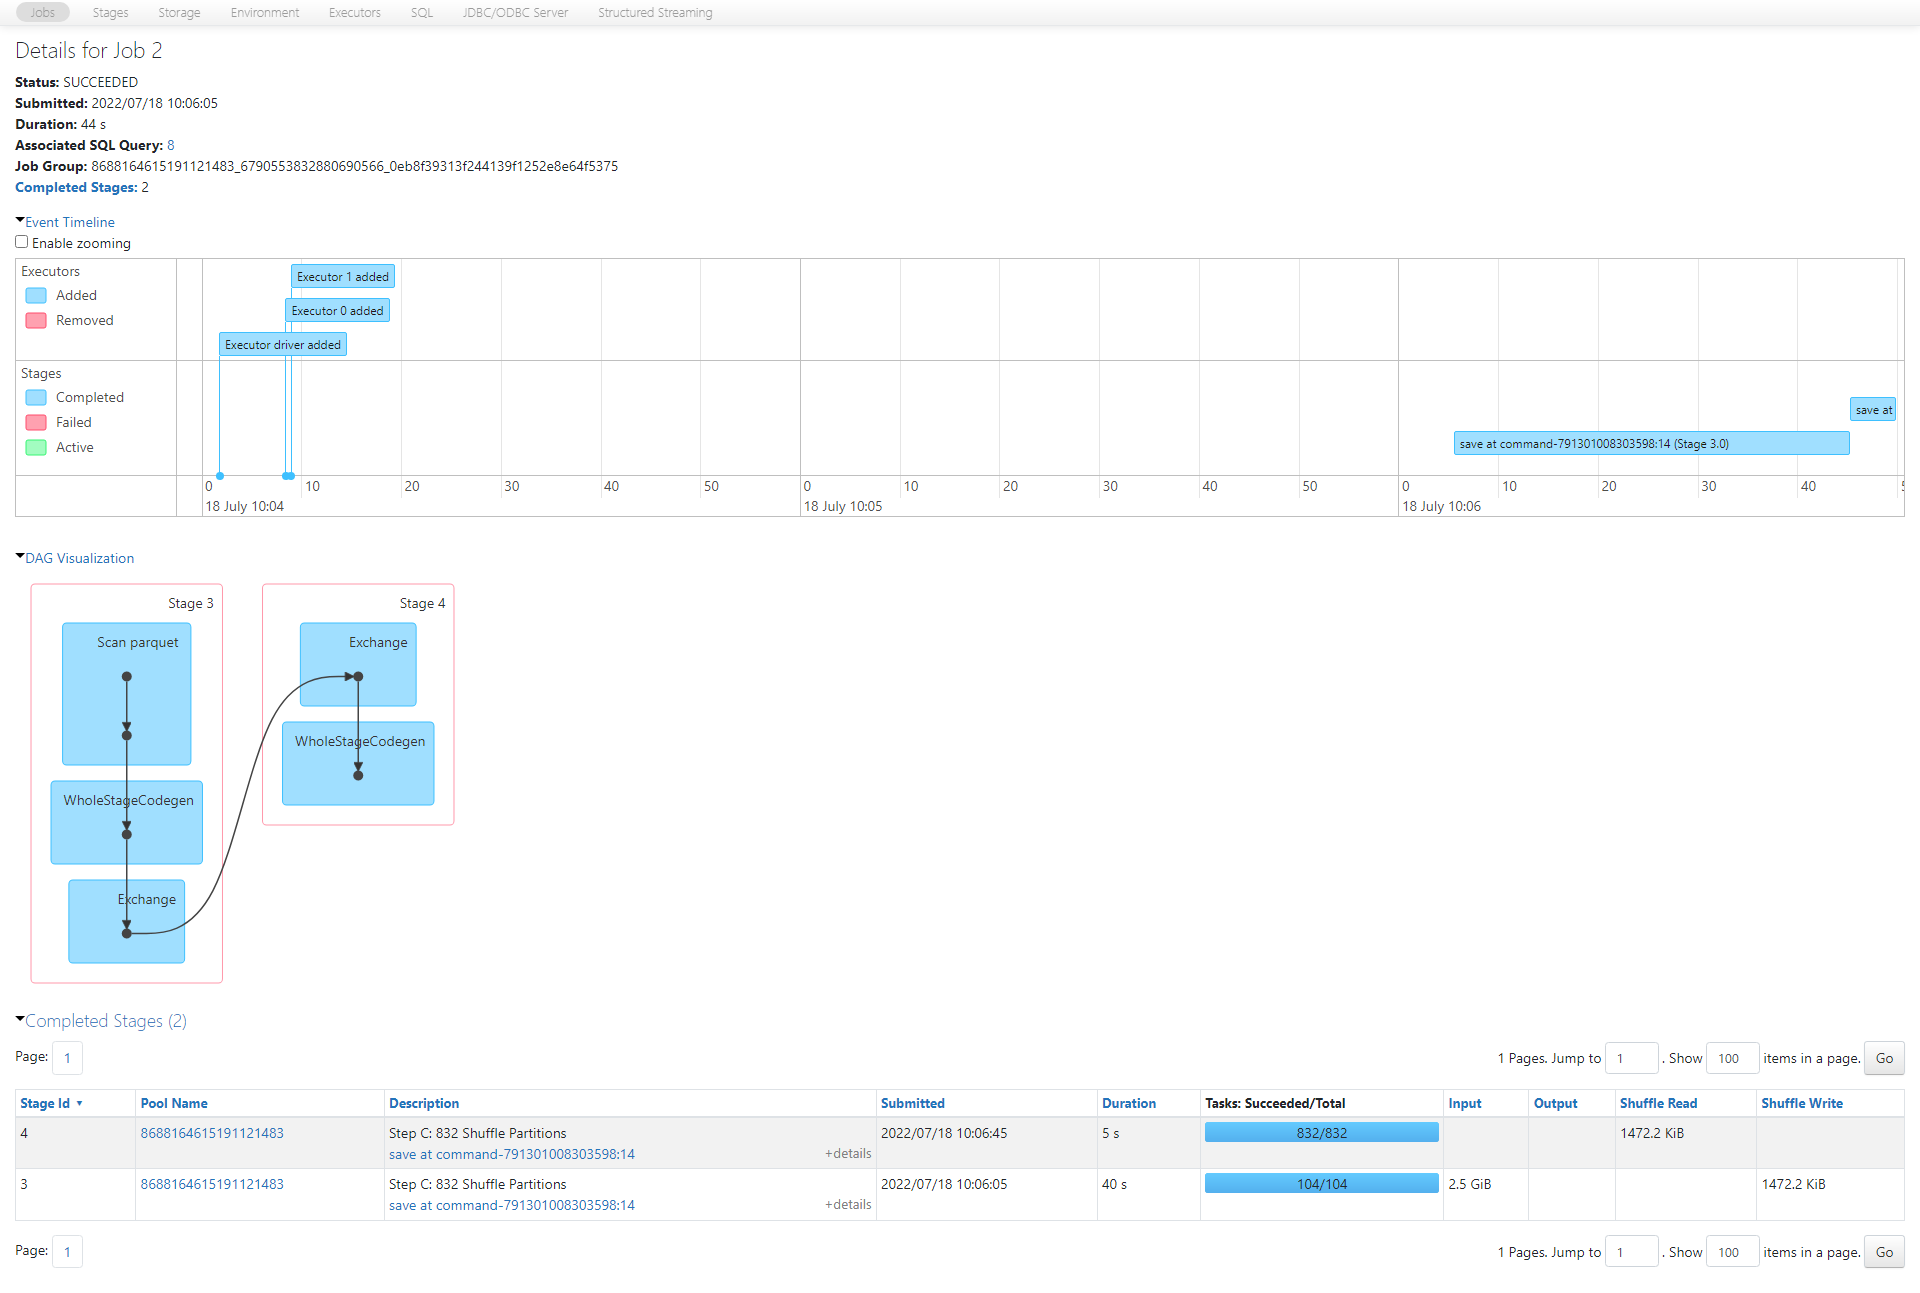 Jobs Stages Storage Environment Executors SQL JDBC/ODBC Server Structured Streaming
Details for Job 2
Status: SUCCEEDED
Submitted: 2022/07/18 10:06:05
Duration: 44 s
Associated SQL Query: 8
Job Group: 8688164615191121483_6790553832880690566_0eb8f39313f244139f1252e8e64f5375
Completed Stages: 2
Event Timeline
Enable zooming
Executors
Added
Removed
Executor 1 added
Executor 0 added
Executor driver added
Stages
Completed
Failed
Active
save at
save at command-791301008303598:14 (Stage 3.0)
0 10 20 30 40 50 0 10 20 30 40 50 0 10 20 30 40
18 July 10:04 18 July 10:05 18 July 10:06
DAG Visualization
Stage 3
Scan parquet
WholeStageCodegen
Exchange
Stage 4
Exchange
WholeStageCodegen
Completed Stages (2)
Page: 1 1 Pages. Jump to 1 . Show 100 items in a page. Go
Stage Id Pool Name Description Submitted Duration Tasks: Succeeded/Total Input Output Shuffle Read Shuffle Write
4 8688164615191121483 Step C: 832 Shuffle Partitions 2022/07/18 10:06:45 5 s 832/832 1472.2 KiB
save at command-791301008303598:14 +details
3 8688164615191121483 Step C: 832 Shuffle Partitions 2022/07/18 10:06:05 40 s 104/104 2.5 GiB 1472.2 KiB
save at command-791301008303598:14 +details
Page: 1 1 Pages. Jump to 1 . Show 100 items in a page. Go